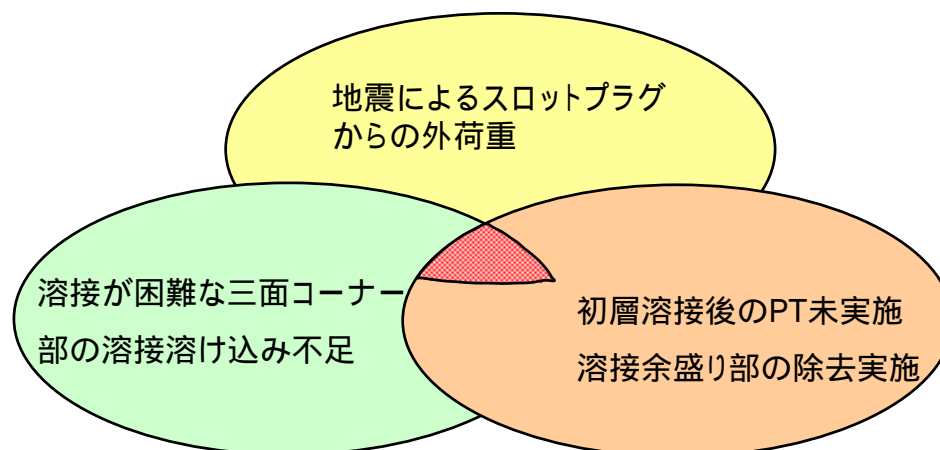 地震によるスロットプラグ
からの外荷重
溶接が困難な三面コーナー
部の溶接溶け込み不足
初層溶接後のPT未実施
溶接余盛り部の除去実施